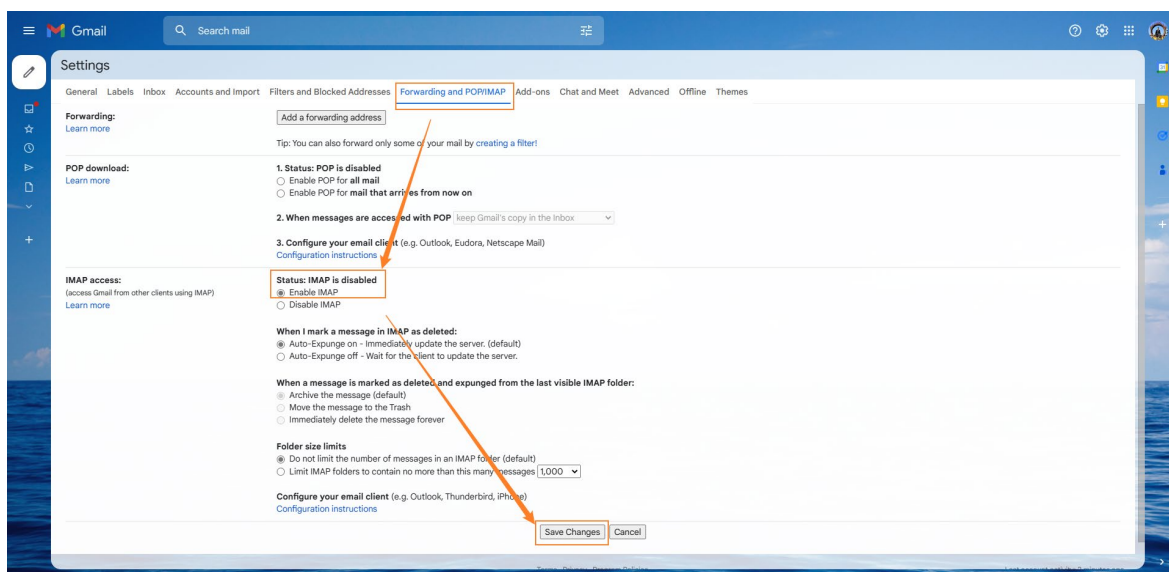 Gmail
Search mail
Settings
General Labels Inbox Accounts and Import Filters and Blocked Addresses Forwarding and POP/IMAP Add-ons Chat and Meet Advanced Offline Themes
Forwarding:
Learn more
Add a forwarding address
Tip: You can also forward only some of your mail by creating a filter!
POP download:
Learn more
1. Status: POP is disabled
Enable POP for all mail
Enable POP for mail that arrives from now on
2. When messages are accessed with POP keep Gmail's copy in the Inbox
3. Configure your email client (e.g. Outlook, Eudora, Netscape Mail)
Configuration instructions
IMAP access:
(access Gmail from other clients using IMAP)
Learn more
Status: IMAP is disabled
Enable IMAP
Disable IMAP
When I mark a message in IMAP as deleted:
Auto-Expunge on - Immediately update the server. (default)
Auto-Expunge off - Wait for the client to update the server.
When a message is marked as deleted and expunged from the last visible IMAP folder:
Archive the message (default)
Move the message to the Trash
Immediately delete the message forever
Folder size limits
Do not limit the number of messages in an IMAP folder (default)
Limit IMAP folders to contain no more than this many messages 1,000
Configure your email client (e.g. Outlook, Thunderbird, iPhone)
Configuration instructions
Save Changes Cancel